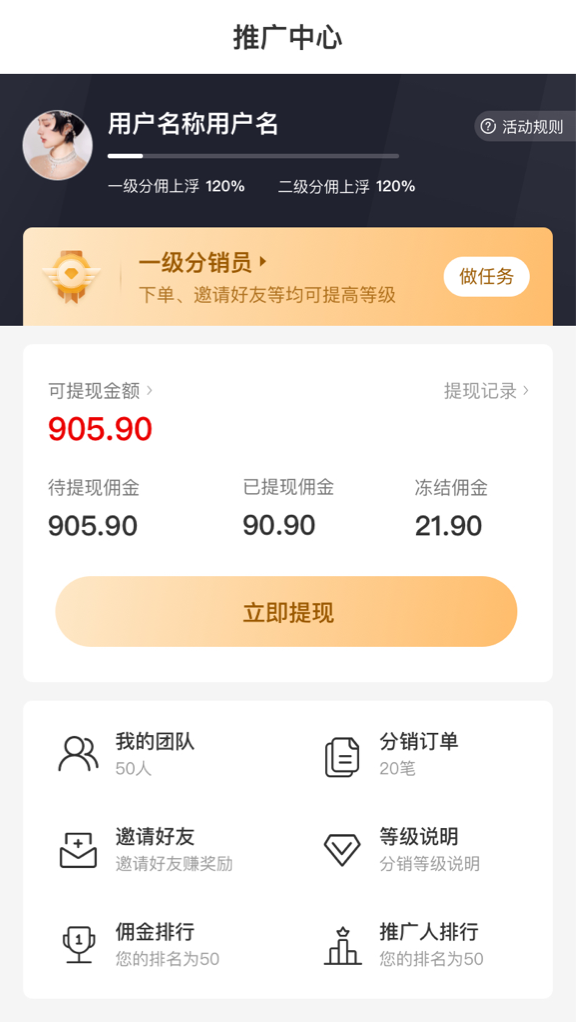 推广中心
用户名称用户名
活动规则
一级分佣上浮 120% 二级分佣上浮 120%
一级分销员
下单、邀请好友等均可提高等级
做任务
可提现金额 提现记录
905.90
待提现佣金 已提现佣金 冻结佣金
905.90 90.90 21.90
立即提现
我的团队 分销订单
50人 20笔
邀请好友 等级说明
邀请好友赚奖励 分销等级说明
1
佣金排行 推广人排行
您的排名为50 您的排名为50